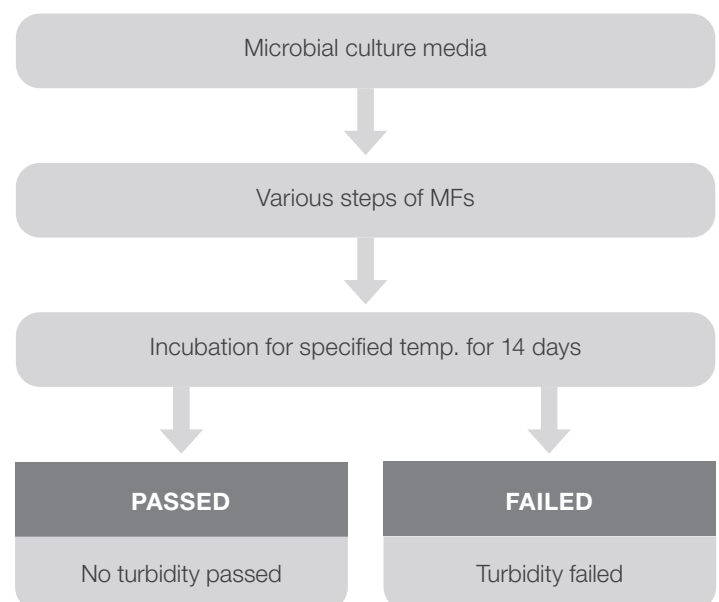 Microbial culture media
Various steps of MFs
Incubation for specified temp. for 14 days
PASSED
FAILED
No turbidity passed
Turbidity failed